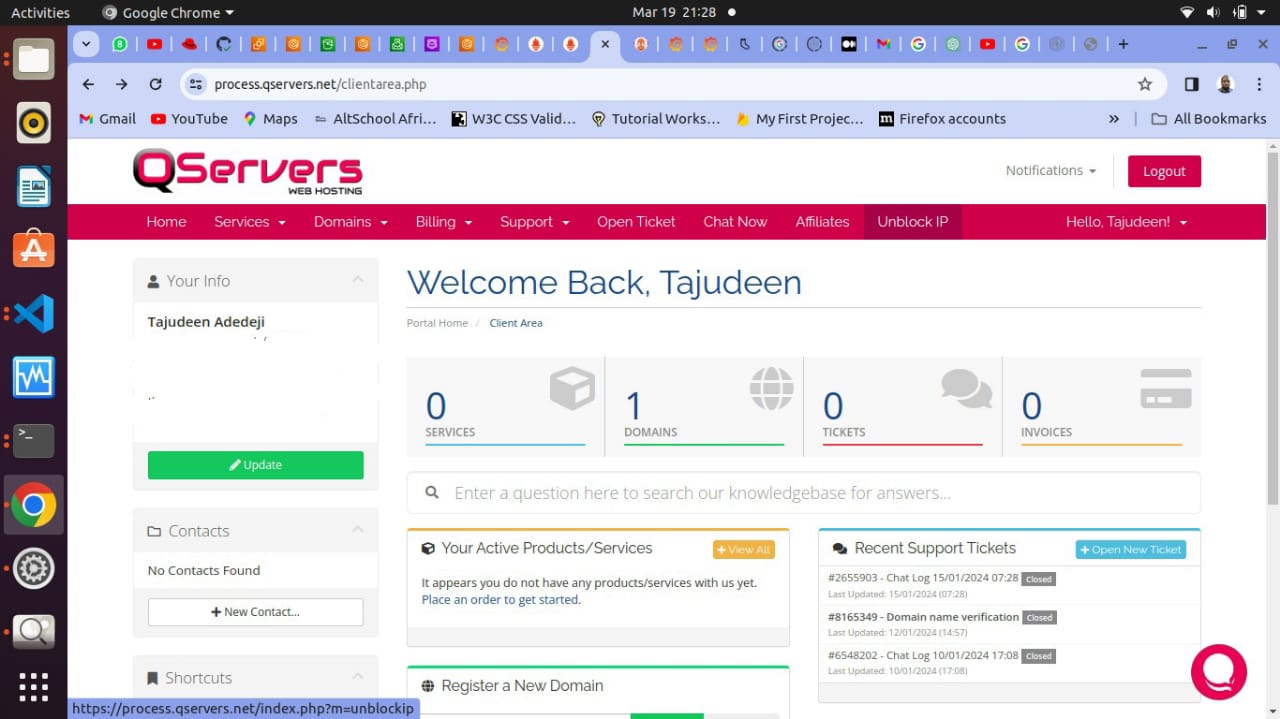 Activities Google Chrome Mar 19 21:28
process.qservers.net/clientarea.php
Gmail YouTube Maps AltSchool Afri... W3C CSS Valid... Tutorial Works... My First Projec... Firefox accounts » All Bookmarks
QServers
WEB HOSTING
Notifications Logout
Home Services Domains Billing Support Open Ticket Chat Now Affiliates Unblock IP Hello, Tajudeen!
Your Info
Tajudeen Adedeji
Update
Contacts
No Contacts Found
New Contact...
Shortcuts
Welcome Back, Tajudeen
Portal Home / Client Area
0
SERVICES
1
DOMAINS
0
TICKETS
0
INVOICES
Enter a question here to search our knowledgebase for answers...
Your Active Products/Services View All
It appears you do not have any products/services with us yet.
Place an order to get started.
Register a New Domain
Recent Support Tickets Open New Ticket
#2655903 - Chat Log 15/01/2024 07:28 Closed
Last Updated: 15/01/2024 (07:28)
#8165349 - Domain name verification Closed
Last Updated: 12/01/2024 (14:57)
#6548202 - Chat Log 10/01/2024 17:08 Closed
Last Updated: 10/01/2024 (17:08)
https://process.qservers.net/index.php?m=unblockip